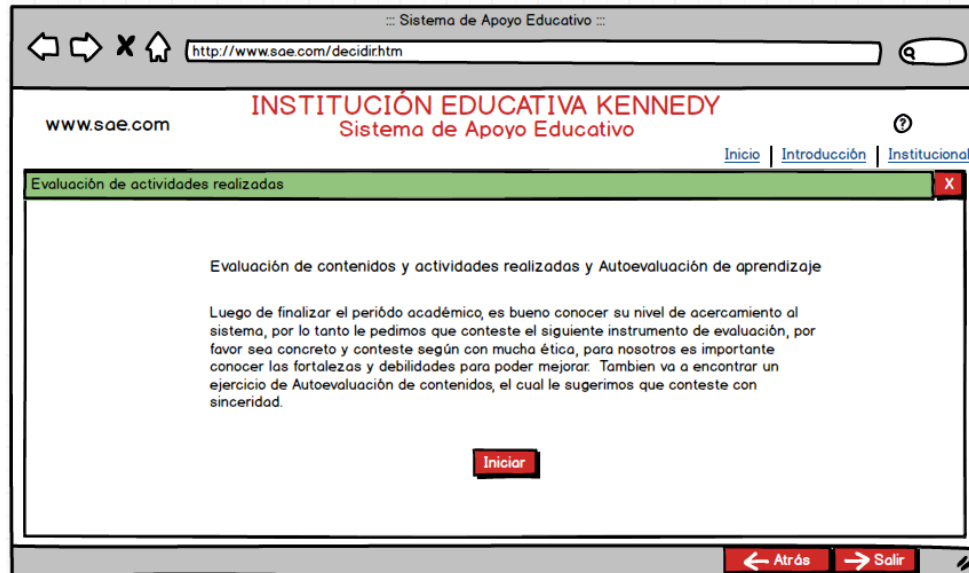 ::: Sistema de Apoyo Educativo :::
http://www.sae.com/decidir.htm
INSTITUCIÓN EDUCATIVA KENNEDY
www.sae.com
Sistema de Apoyo Educativo
?
Inicio | Introducción | Institucional
Evaluación de actividades realizadas
X
Evaluación de contenidos y actividades realizadas y Autoevaluación de aprendizaje
Luego de finalizar el periódo académico, es bueno conocer su nivel de acercamiento al
sistema, por lo tanto le pedimos que conteste el siguiente instrumento de evaluación, por
favor sea concreto y conteste según con mucha ética, para nosotros es importante
conocer las fortalezas y debilidades para poder mejorar. Tambien va a encontrar un
ejercicio de Autoevaluación de contenidos, el cual le sugerimos que conteste con
sinceridad.
Iniciar
Atrás
Salir